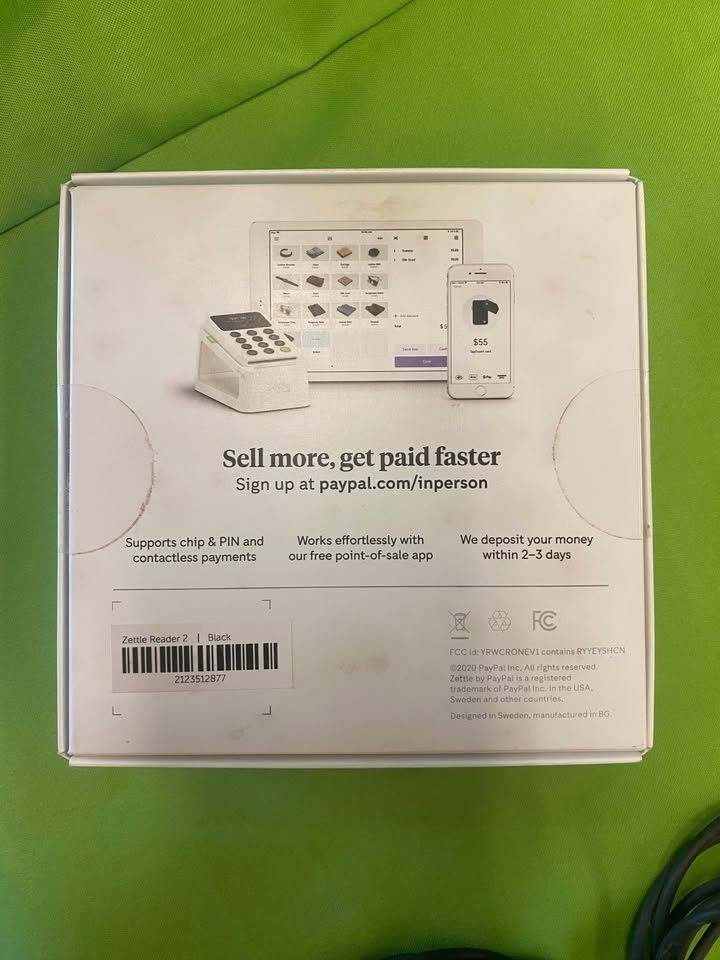 $55
Sell more, get paid faster
Sign up at paypal.com/inperson
Supports chip & PIN and
contactless payments
Works effortlessly with
our free point-of-sale app
We deposit your money
within 2–3 days
Zettle Reader 2 | Black
2123512877
FC
FCC Id: YRWCRONEV1 contains RYYEYSHCN
©2020 PayPal Inc. All rights reserved.
Zettle by PayPal is a registered
trademark of PayPal Inc. in the USA,
Sweden and other countries.
Designed in Sweden, manufactured in BG.